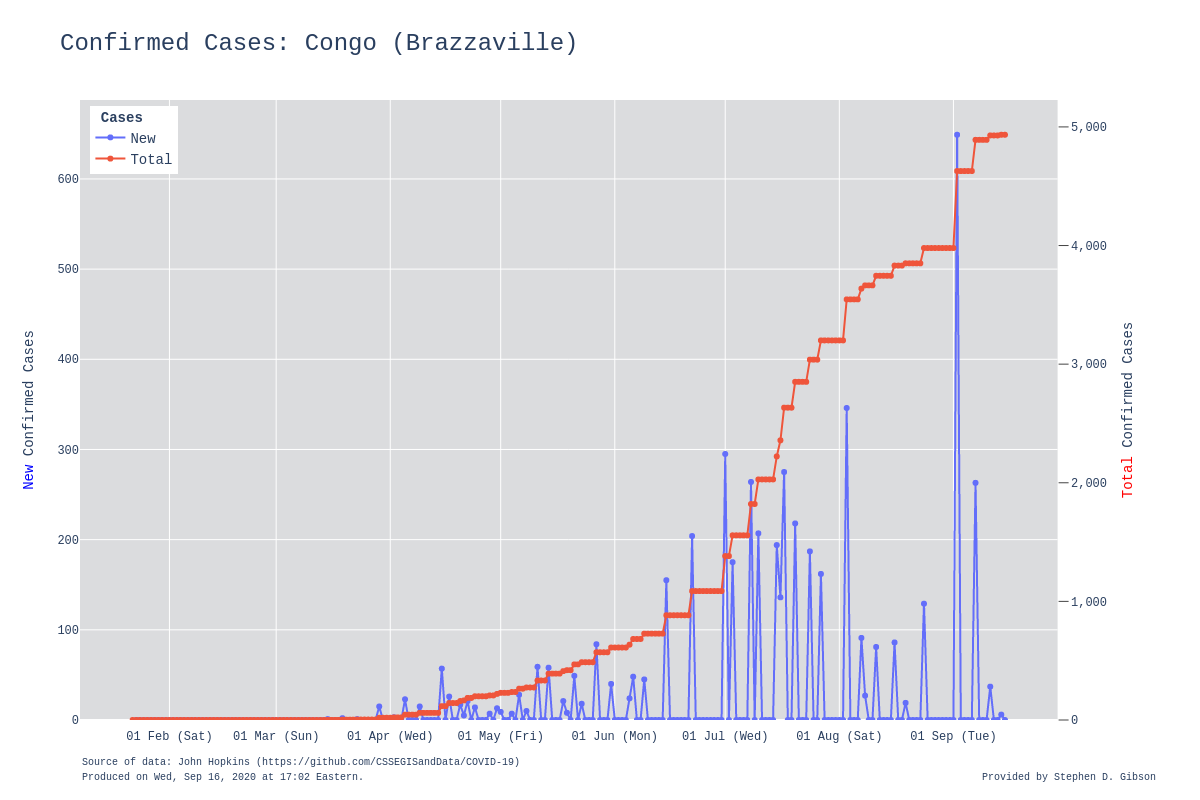 Confirmed Cases: Congo (Brazzaville)
Cases
New
Total
600
500
400
300
200
100
0
New Confirmed Cases
5,000
4,000
3,000
2,000
1,000
0
Total Confirmed Cases
01 Feb (Sat) 01 Mar (Sun) 01 Apr (Wed) 01 May (Fri) 01 Jun (Mon) 01 Jul (Wed) 01 Aug (Sat) 01 Sep (Tue)
Source of data: John Hopkins (https://github.com/CSSEGISandData/COVID-19)
Produced on Wed, Sep 16, 2020 at 17:02 Eastern.
Provided by Stephen D. Gibson